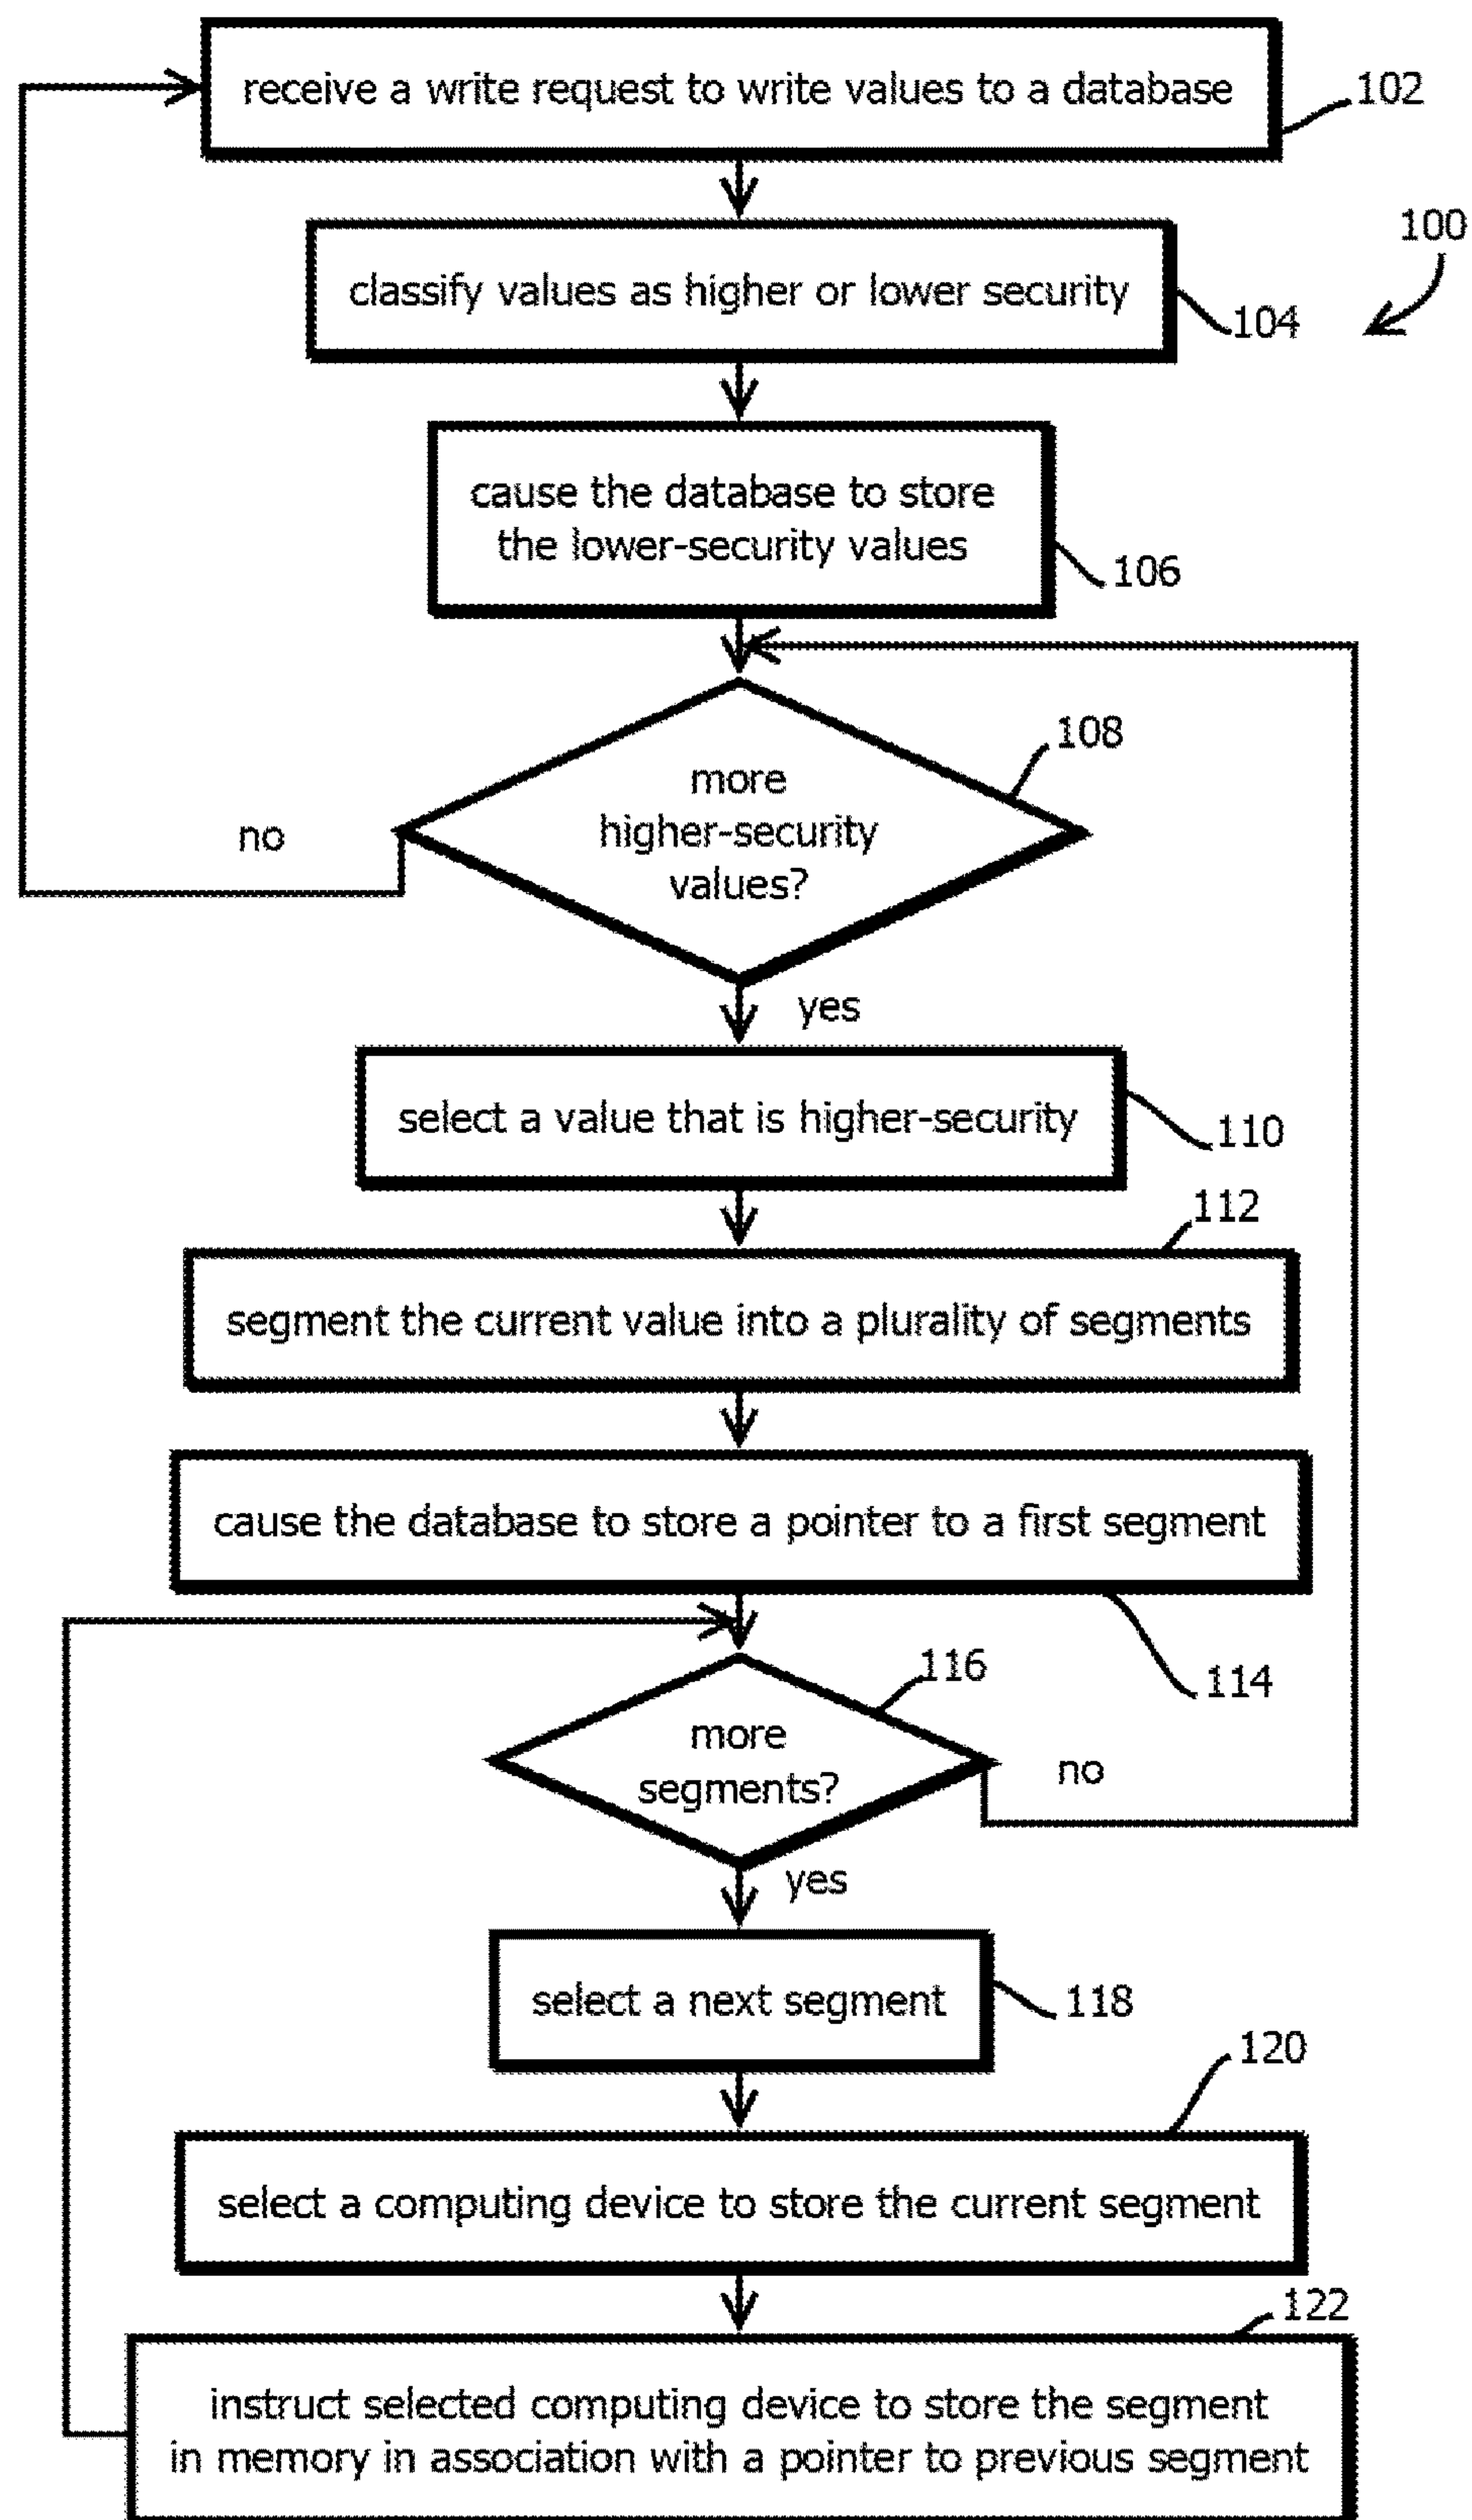 receive a write request to write values to a database
102
100
classify values as higher or lower security
104
cause the database to store
the lower-security values
106
108
more
higher-security
values?
no
yes
select a value that is higher-security
110
112
segment the current value into a plurality of segments
cause the database to store a pointer to a first segment
114
116
more
segments?
no
yes
select a next segment
118
120
select a computing device to store the current segment
122
instruct selected computing device to store the segment
in memory in association with a pointer to previous segment